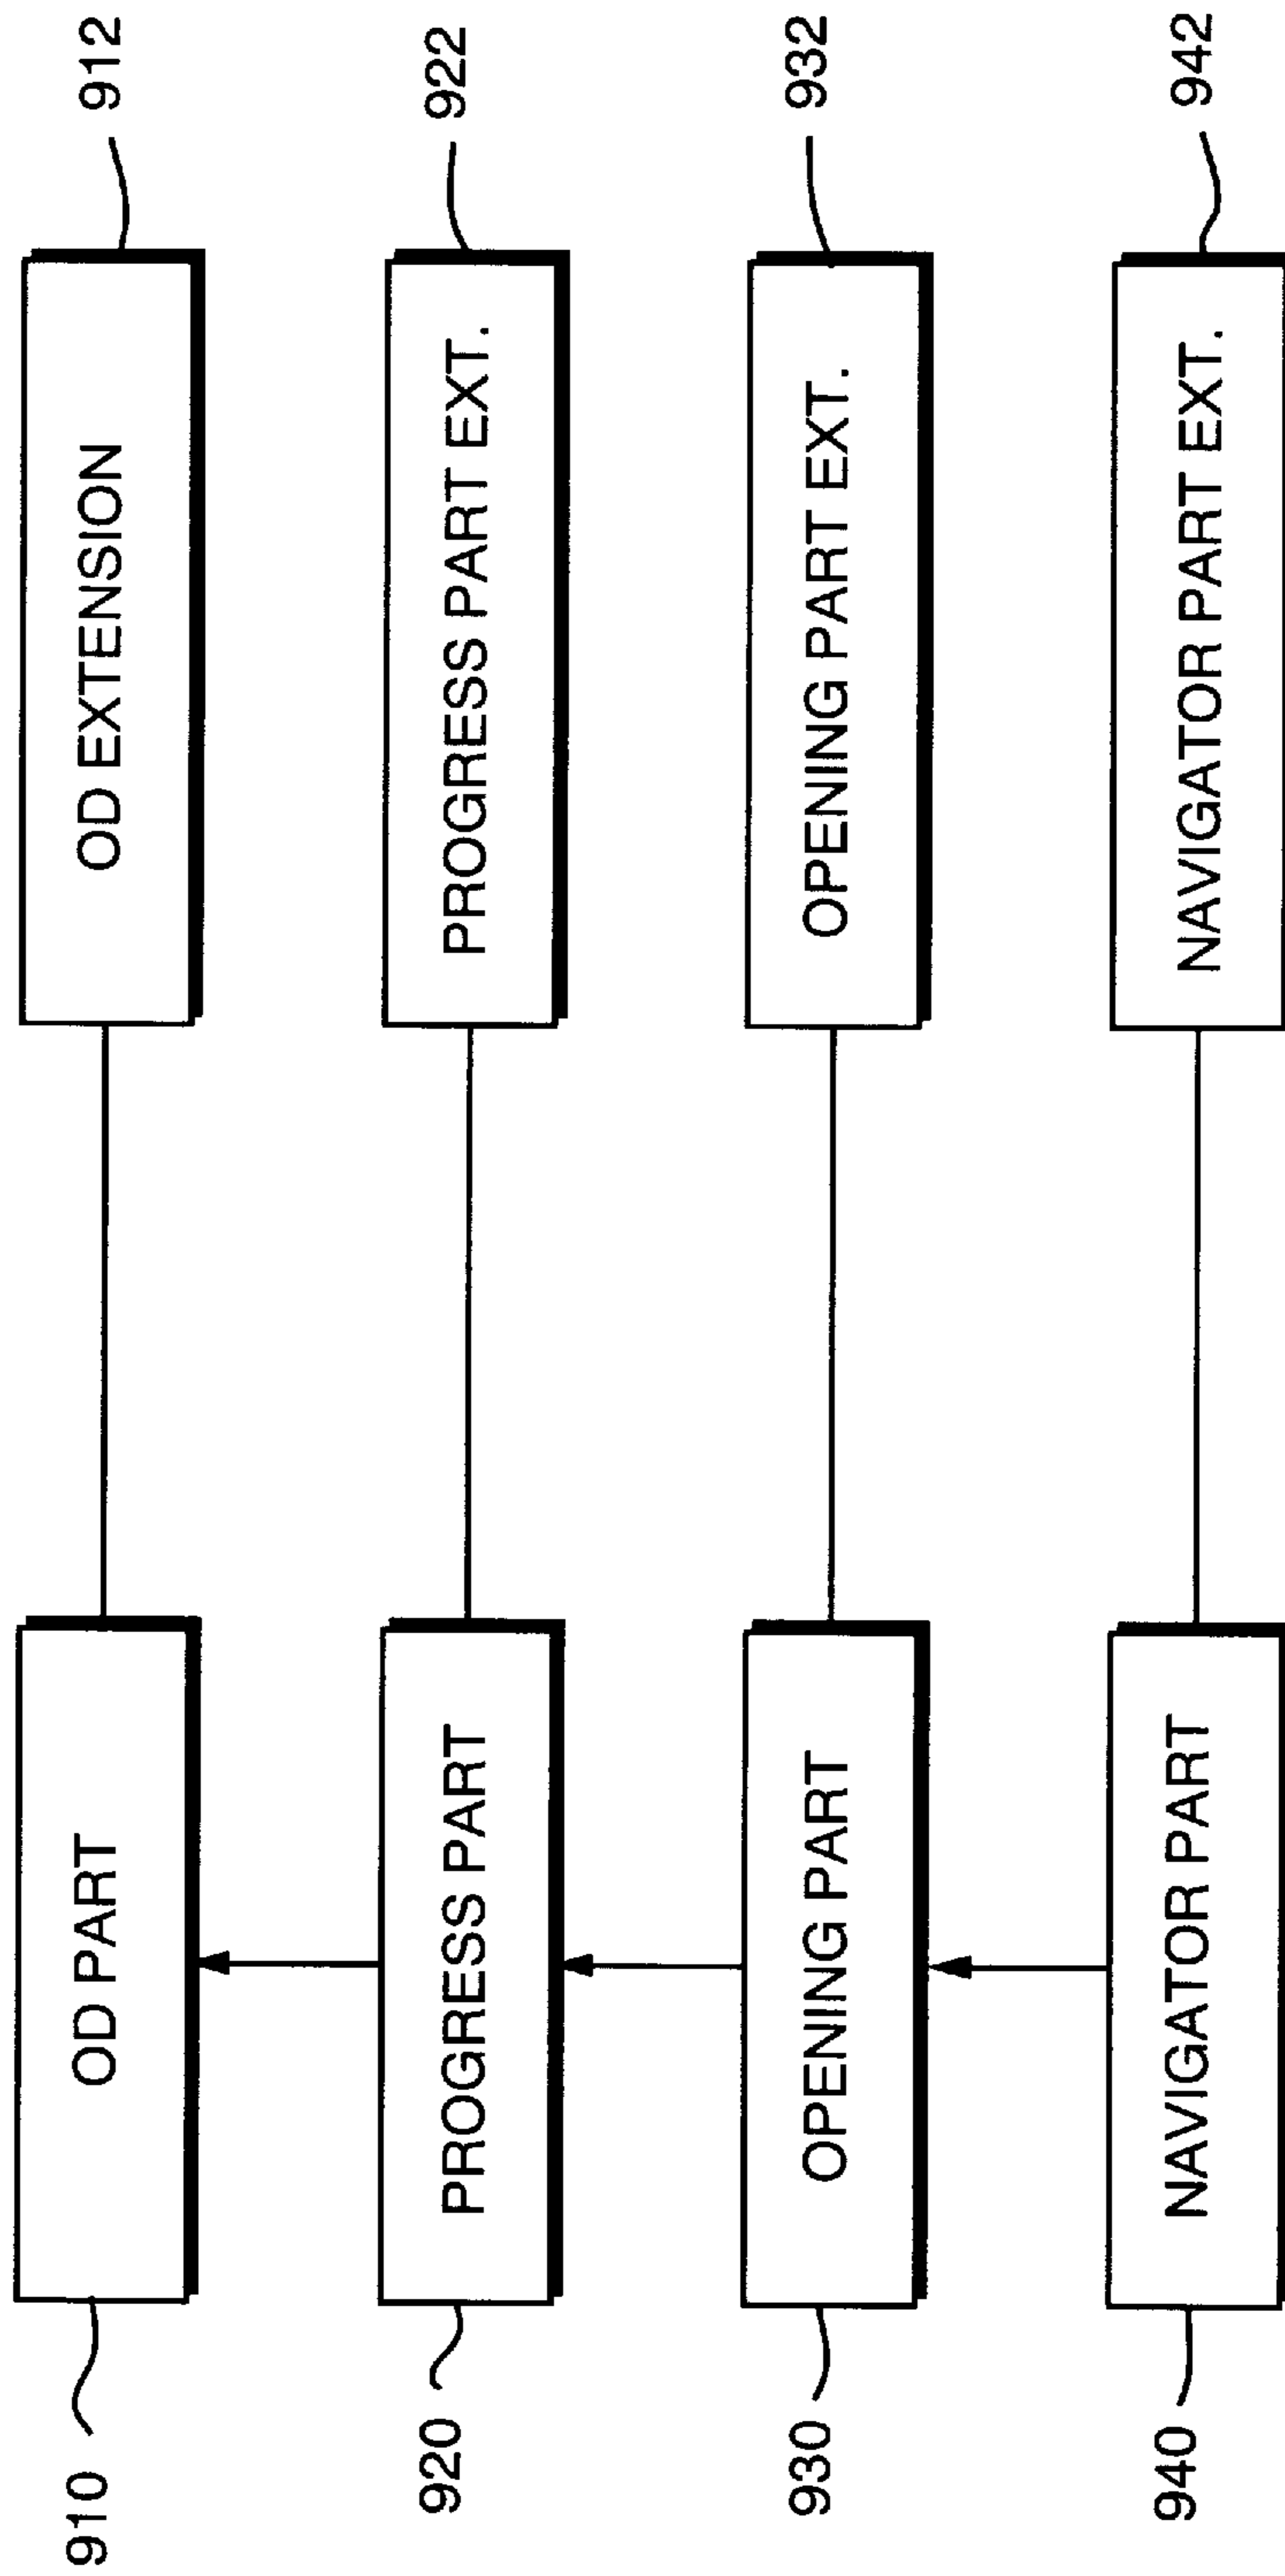 910
OD PART
OD EXTENSION
912
920
PROGRESS PART
PROGRESS PART EXT.
922
930
OPENING PART
OPENING PART EXT.
932
940
NAVIGATOR PART
NAVIGATOR PART EXT.
942